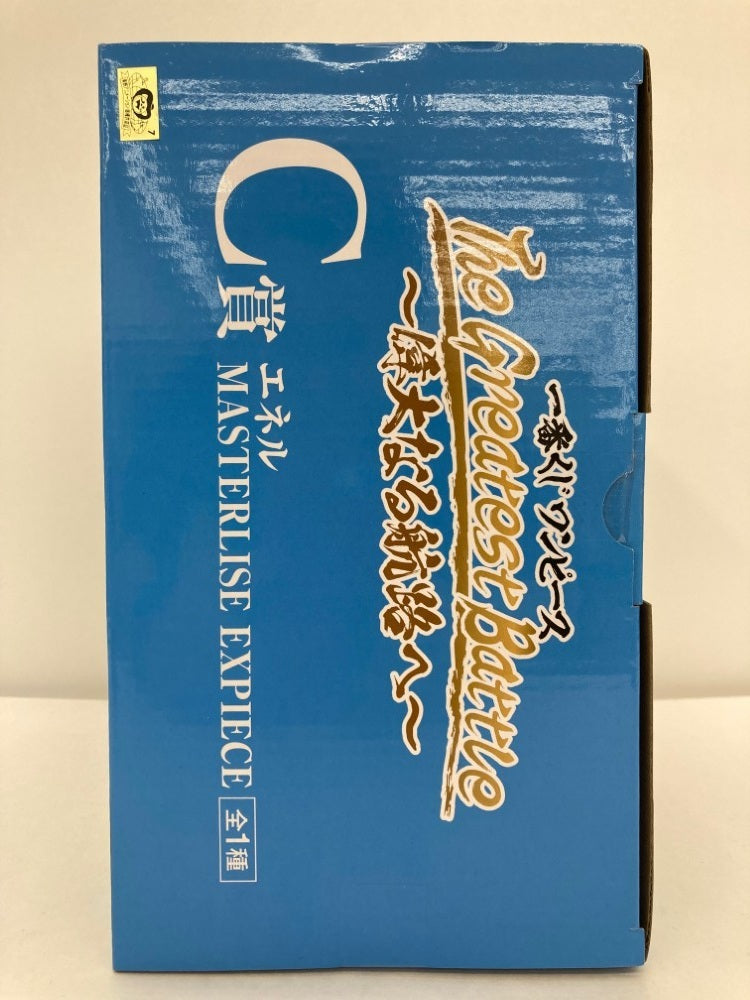 一番くじ ワンピース
The Greatest Battle
～偉大なる航路へ～
C賞
エネル
MASTERLISE EXPIECE 全1種
7